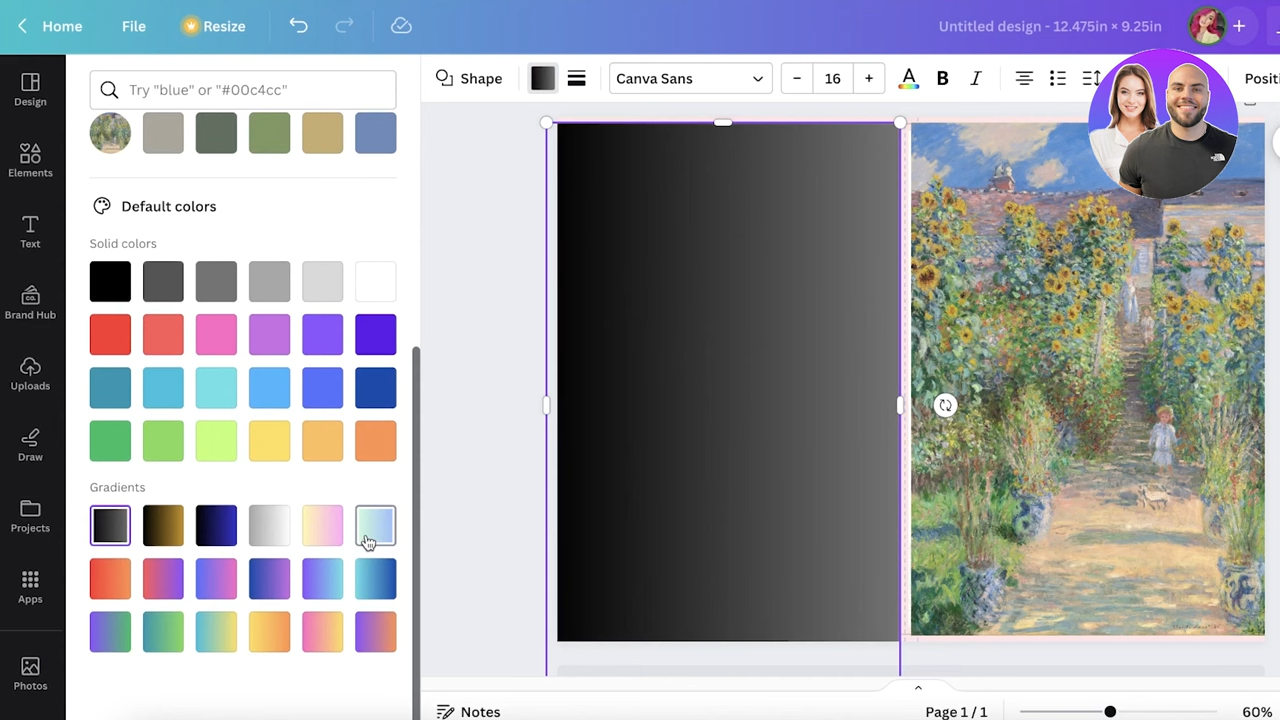 Home File Resize Untitled design - 12.475in × 9.25in
Design
Elements
Text
Brand Hub
Uploads
Draw
Projects
Apps
Photos
Try "blue" or "#00c4cc"
Default colors
Solid colors
Gradients
Shape Canva Sans 16 A B I Positi
Notes Page 1 / 1 60%